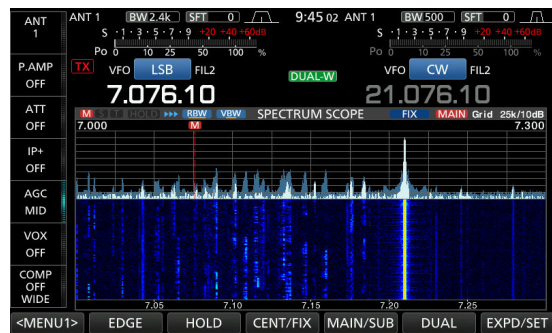 ANT 1
ANT 1 BW 2.4k SFT 0 9:45 02 ANT 1 BW 500 SFT 0
S 1 3 5 7 9 +20 +40 +60dB S 1 3 5 7 9 +20 +40 +60dB
Po 0 10 25 50 100 % Po 0 10 25 50 100 %
P.AMP OFF
TX VFO LSB FIL2 DUAL-W VFO CW FIL2
7.076.10 21.076.10
ATT OFF
M S T HOLD RBW VBW SPECTRUM SCOPE FIX MAIN Grid 25k/10dB
7.000 M 7.300
IP+ OFF
AGC MID
VOX OFF
COMP OFF WIDE
7.05 7.10 7.15 7.20 7.25
<MENU1> EDGE HOLD CENT/FIX MAIN/SUB DUAL EXPD/SET